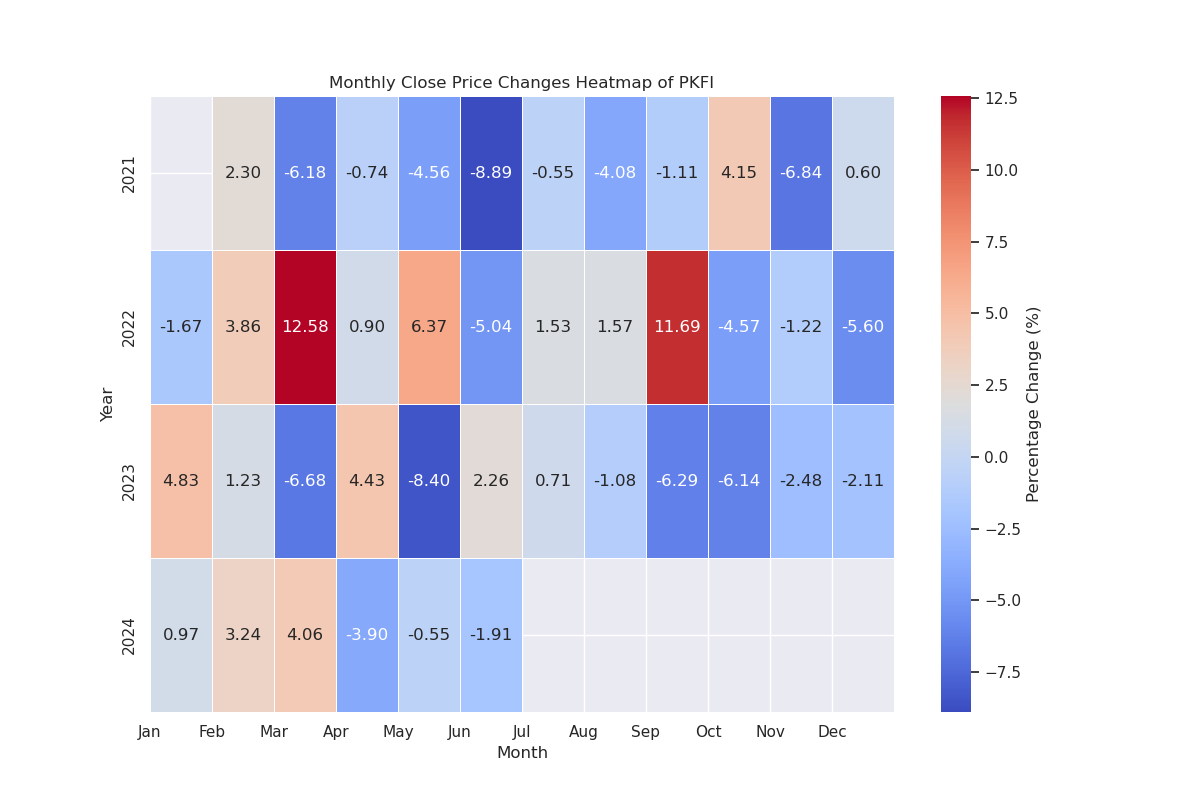 Monthly Close Price Changes Heatmap of PKFI
2021
2.30 -6.18 -0.74 -4.56 -8.89 -0.55 -4.08 -1.11 4.15 -6.84 0.60
2022
-1.67 3.86 12.58 0.90 6.37 -5.04 1.53 1.57 11.69 -4.57 -1.22 -5.60
2023
4.83 1.23 -6.68 4.43 -8.40 2.26 0.71 -1.08 -6.29 -6.14 -2.48 -2.11
2024
0.97 3.24 4.06 -3.90 -0.55 -1.91
Year
Jan Feb Mar Apr May Jun Jul Aug Sep Oct Nov Dec
Month
12.5
10.0
7.5
5.0
2.5
0.0
−2.5
−5.0
−7.5
Percentage Change (%)